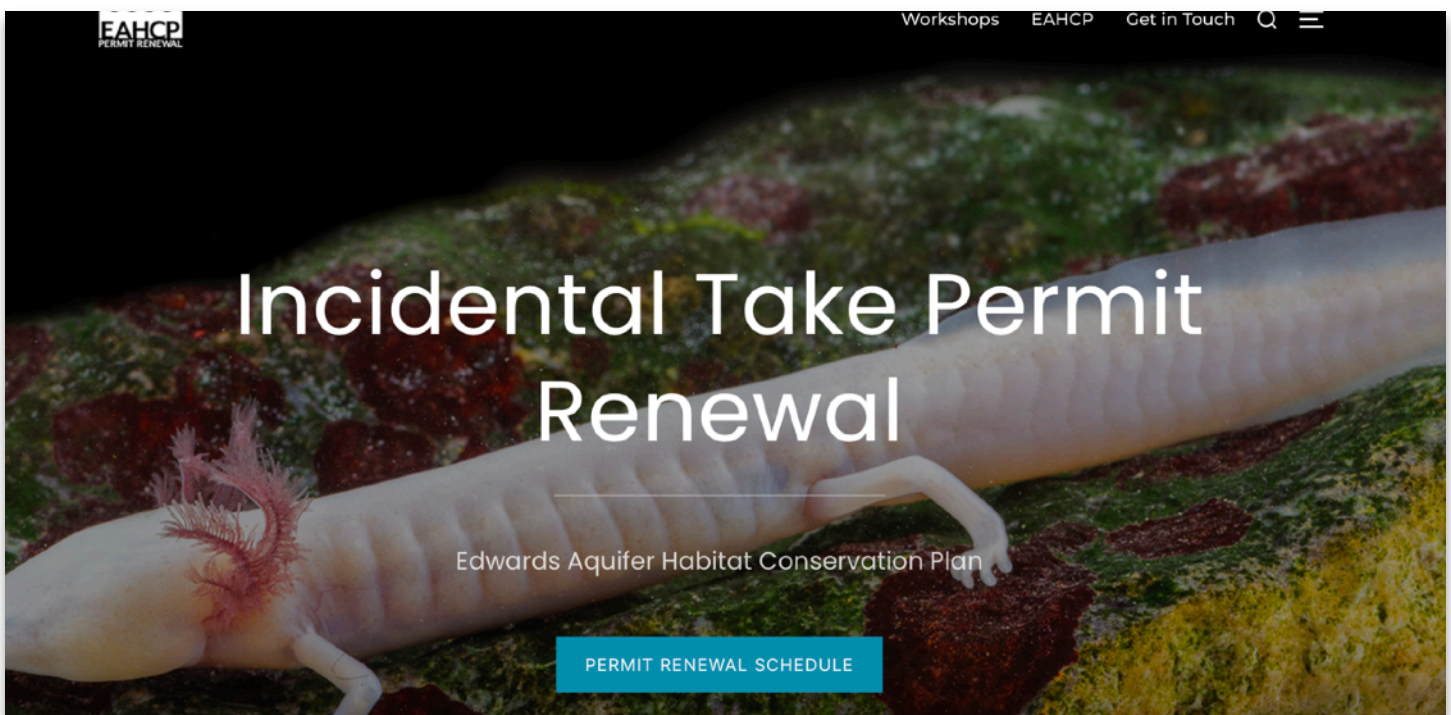 EAHCP
PERMIT RENEWAL
Workshops EAHCP Get in Touch
Incidental Take Permit
Renewal
Edwards Aquifer Habitat Conservation Plan
PERMIT RENEWAL SCHEDULE